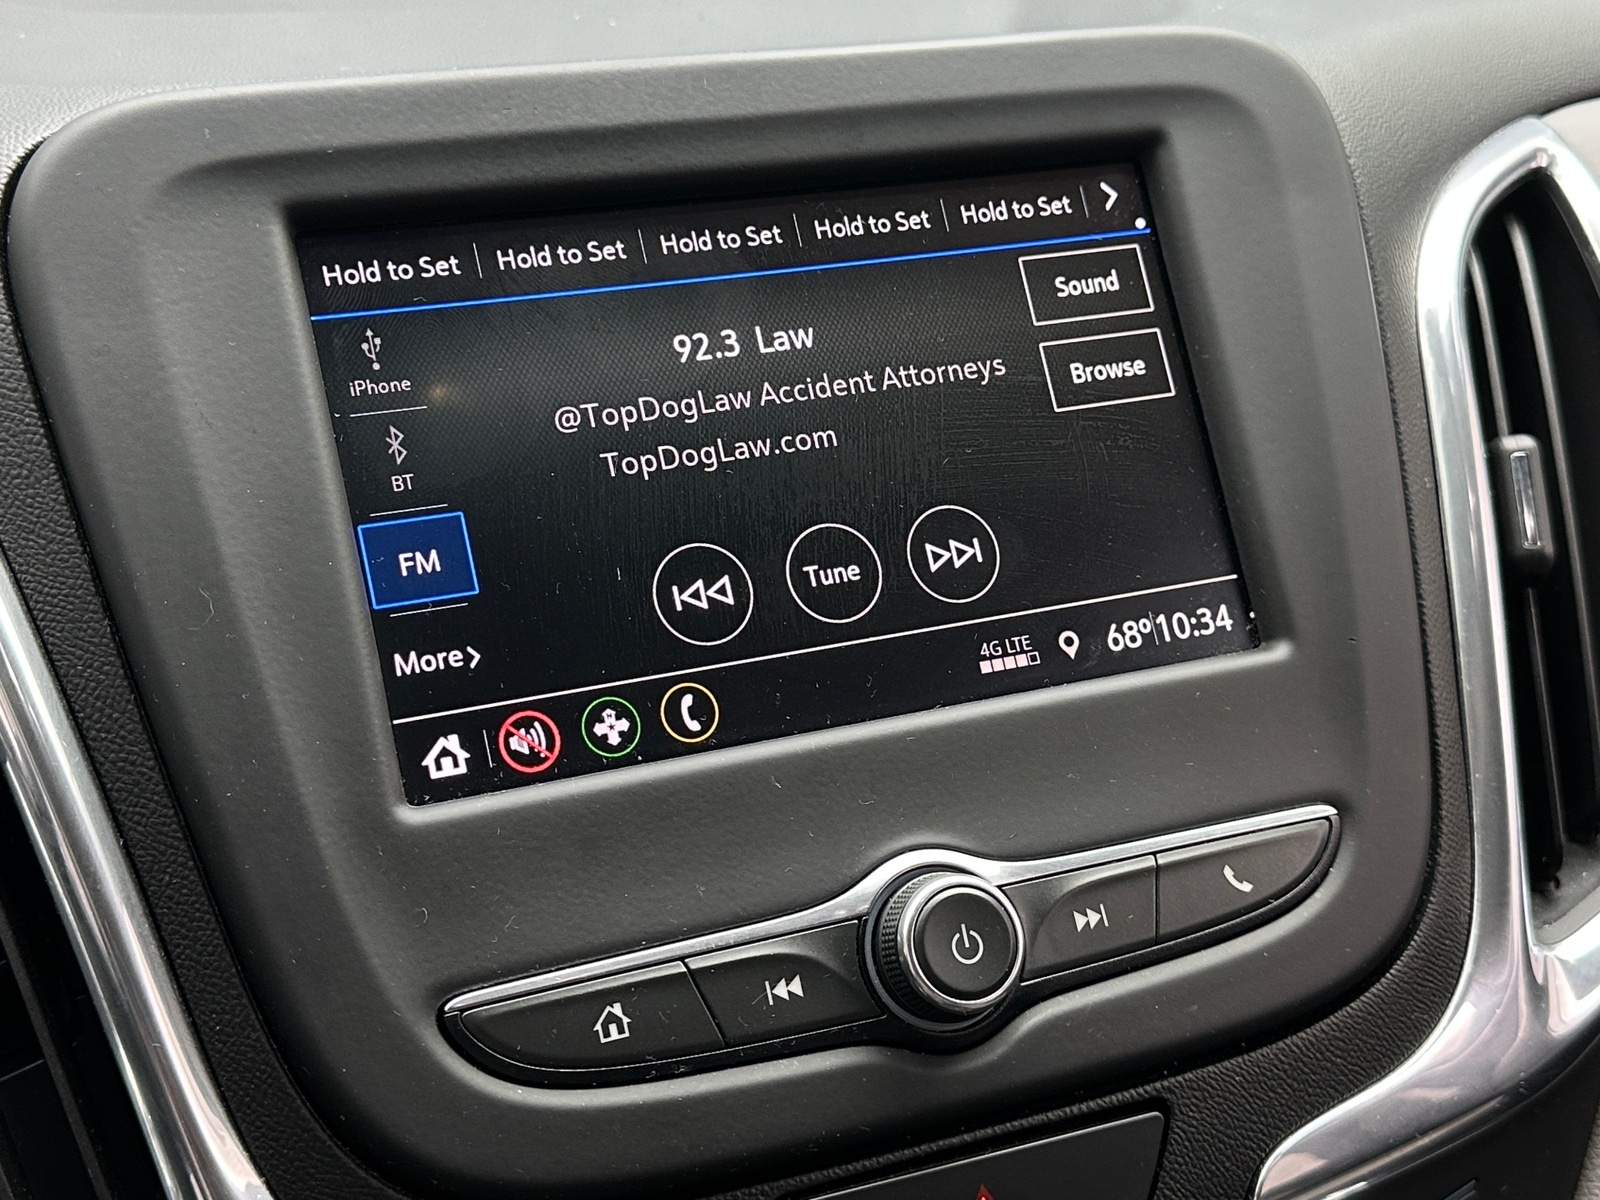 Hold to Set Hold to Set Hold to Set Hold to Set Hold to Set
Sound
iPhone
92.3 Law
@TopDogLaw Accident Attorneys
Browse
TopDogLaw.com
BT
FM
Tune
More
4G LTE
68° 10:34